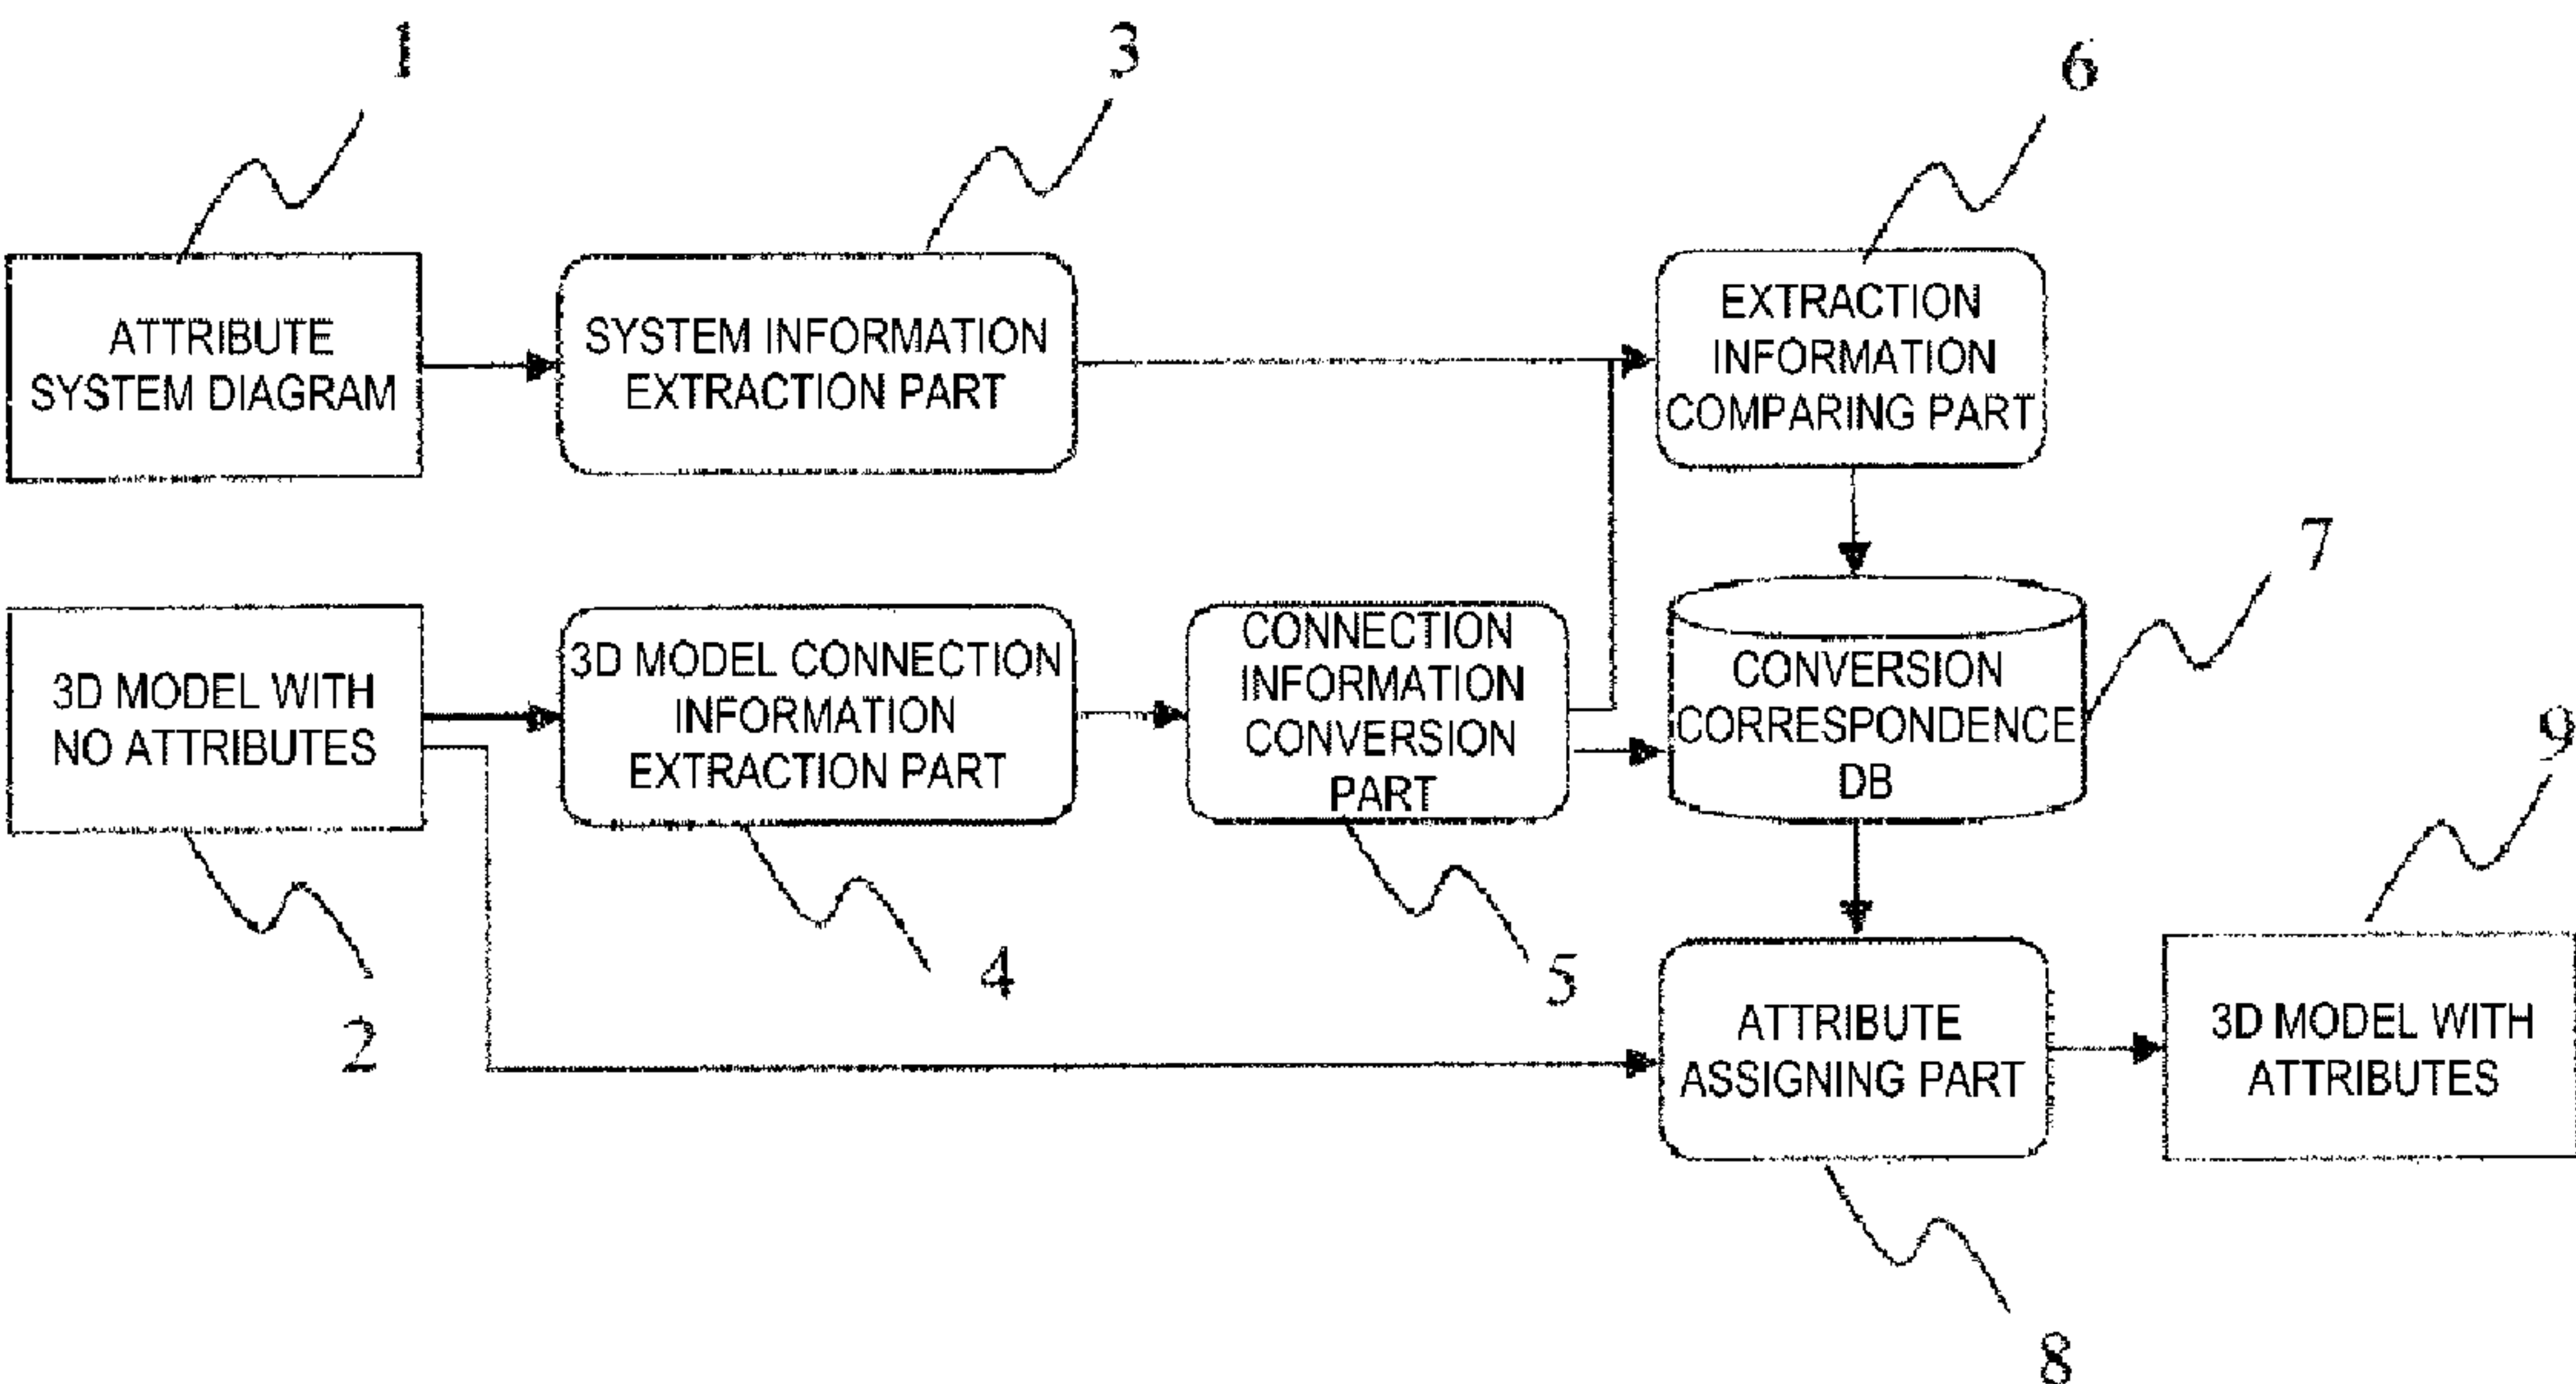 1
3
6
ATTRIBUTE
SYSTEM DIAGRAM
SYSTEM INFORMATION
EXTRACTION PART
EXTRACTION
INFORMATION
COMPARING PART
7
3D MODEL WITH
NO ATTRIBUTES
3D MODEL CONNECTION
INFORMATION
EXTRACTION PART
CONNECTION
INFORMATION
CONVERSION
PART
CONVERSION
CORRESPONDENCE
DB
9
2
4
5
ATTRIBUTE
ASSIGNING PART
3D MODEL WITH
ATTRIBUTES
8